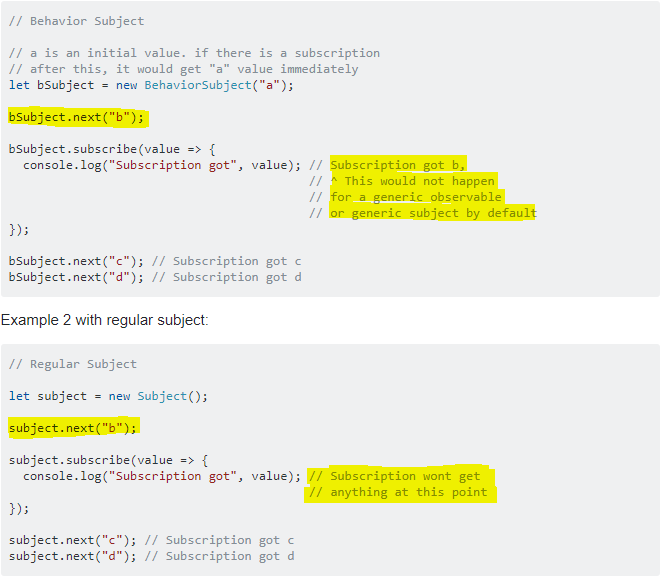 // Behavior Subject
// a is an initial value. if there is a subscription
// after this, it would get "a" value immediately
let bSubject = new BehaviorSubject("a");
bSubject.next("b");
bSubject.subscribe(value => {
  console.log("Subscription got", value); // Subscription got b,
                                          // ^ This would not happen
                                          // for a generic observable
                                          // or generic subject by default
});
bSubject.next("c"); // Subscription got c
bSubject.next("d"); // Subscription got d
Example 2 with regular subject:
// Regular Subject
let subject = new Subject();
subject.next("b");
subject.subscribe(value => {
  console.log("Subscription got", value); // Subscription wont get
                                          // anything at this point
});
subject.next("c"); // Subscription got c
subject.next("d"); // Subscription got d